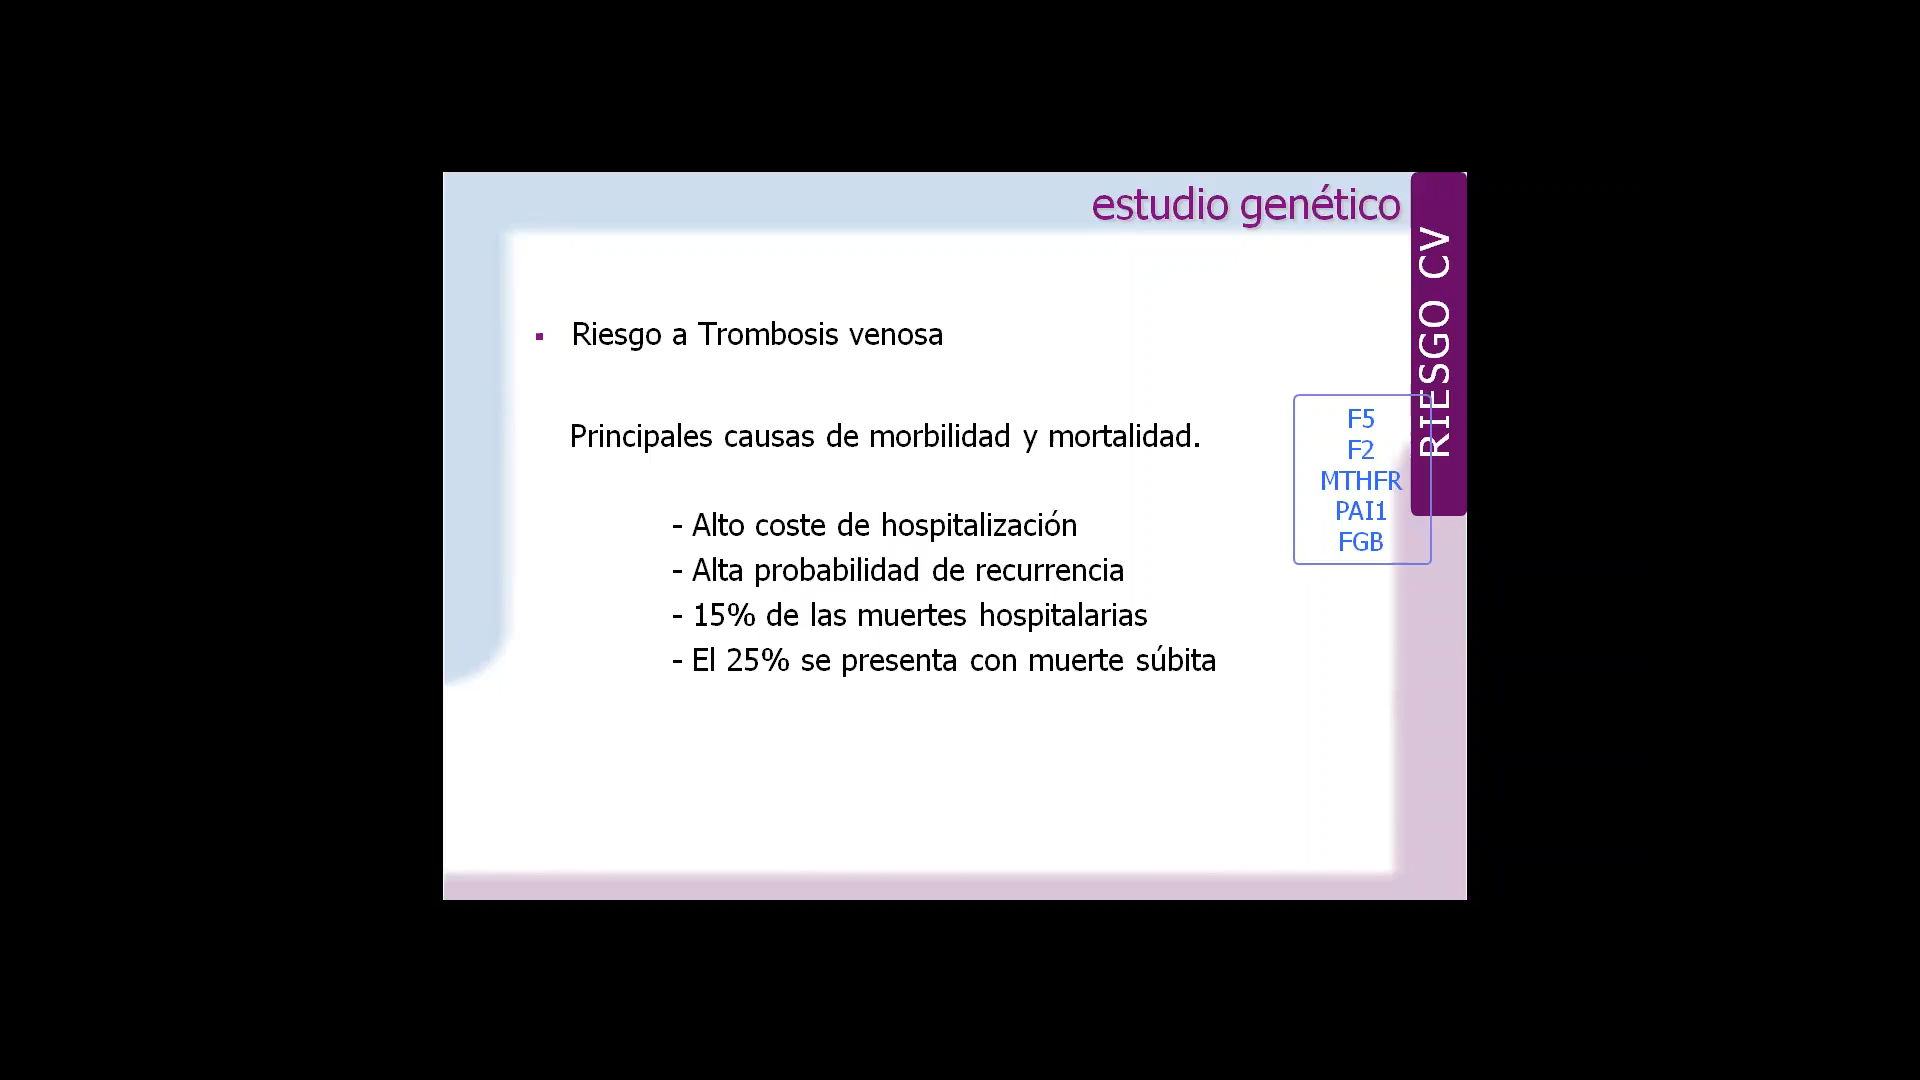 estudio genético
RIESGO CV
▪ Riesgo a Trombosis venosa
Principales causas de morbilidad y mortalidad.
- Alto coste de hospitalización
- Alta probabilidad de recurrencia
- 15% de las muertes hospitalarias
- El 25% se presenta con muerte súbita
F5
F2
MTHFR
PAI1
FGB